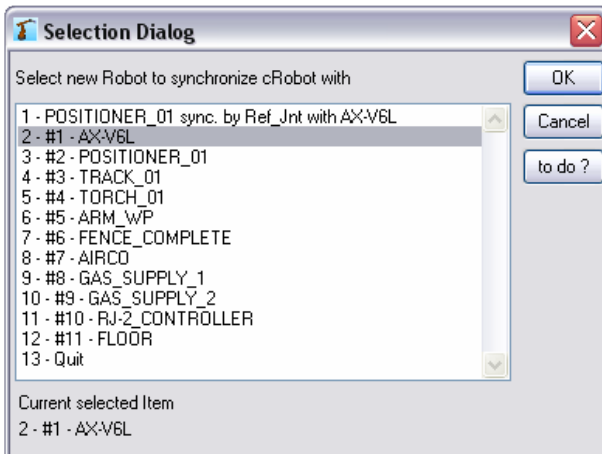 Selection Dialog
Select new Robot to synchronize cRobot with
1 - POSITIONER_01 sync. by Ref_Jnt with AX-V6L
2 - #1 - AX-V6L
3 - #2 - POSITIONER_01
4 - #3 - TRACK_01
5 - #4 - TORCH_01
6 - #5 - ARM_WP
7 - #6 - FENCE_COMPLETE
8 - #7 - AIRCO
9 - #8 - GAS_SUPPLY_1
10 - #9 - GAS_SUPPLY_2
11 - #10 - RJ-2_CONTROLLER
12 - #11 - FLOOR
13 - Quit
OK
Cancel
to do ?
Current selected Item
2 - #1 - AX-V6L